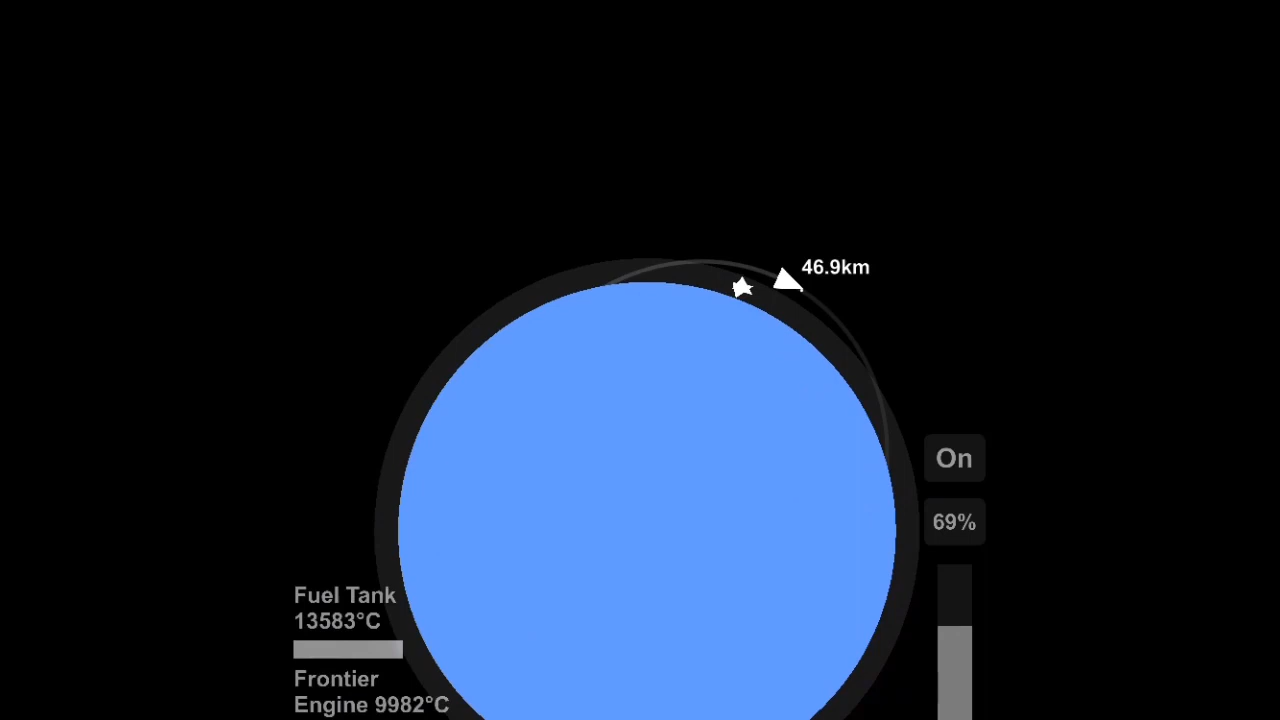 46.9km
On
69%
Fuel Tank
13583°C
Frontier
Engine 9982°C